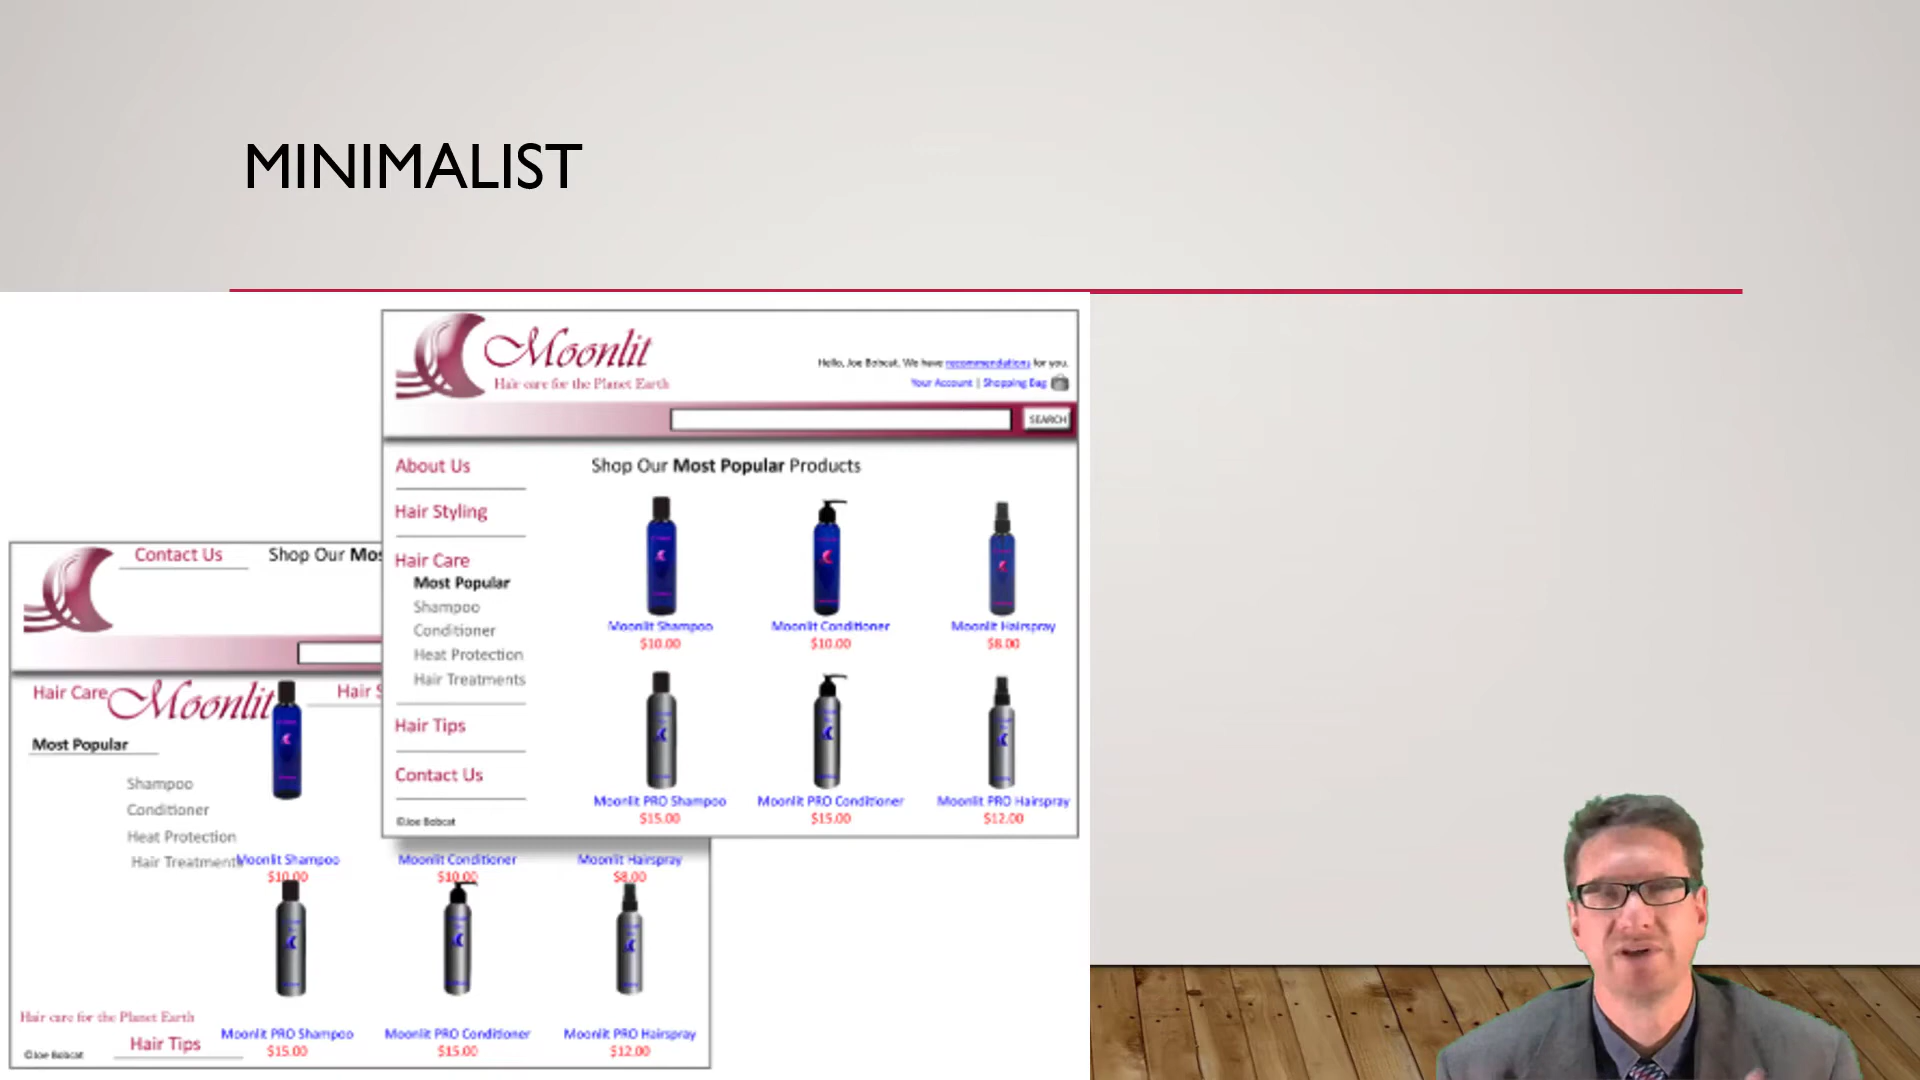 MINIMALIST
Moonlit
Hair care for the Planet Earth
Hello, Joe Bobcat. We have recommendations for you.
Your Account | Shopping Bag
SEARCH
About Us
Hair Styling
Hair Care
Most Popular
Shampoo
Conditioner
Heat Protection
Hair Treatments
Hair Tips
Contact Us
©Joe Bobcat
Shop Our Most Popular Products
Moonlit Shampoo
$10.00
Moonlit Conditioner
$10.00
Moonlit Hairspray
$8.00
Moonlit PRO Shampoo
$15.00
Moonlit PRO Conditioner
$15.00
Moonlit PRO Hairspray
$12.00
Contact Us
Shop Our Mos
Hair Care
Moonlit
Hair S
Most Popular
Shampoo
Conditioner
Heat Protection
Hair Treatments
Moonlit Shampoo
$10.00
Moonlit Conditioner
$10.00
Moonlit Hairspray
$8.00
Hair care for the Planet Earth
Hair Tips
©Joe Bobcat
Moonlit PRO Shampoo
$15.00
Moonlit PRO Conditioner
$15.00
Moonlit PRO Hairspray
$12.00